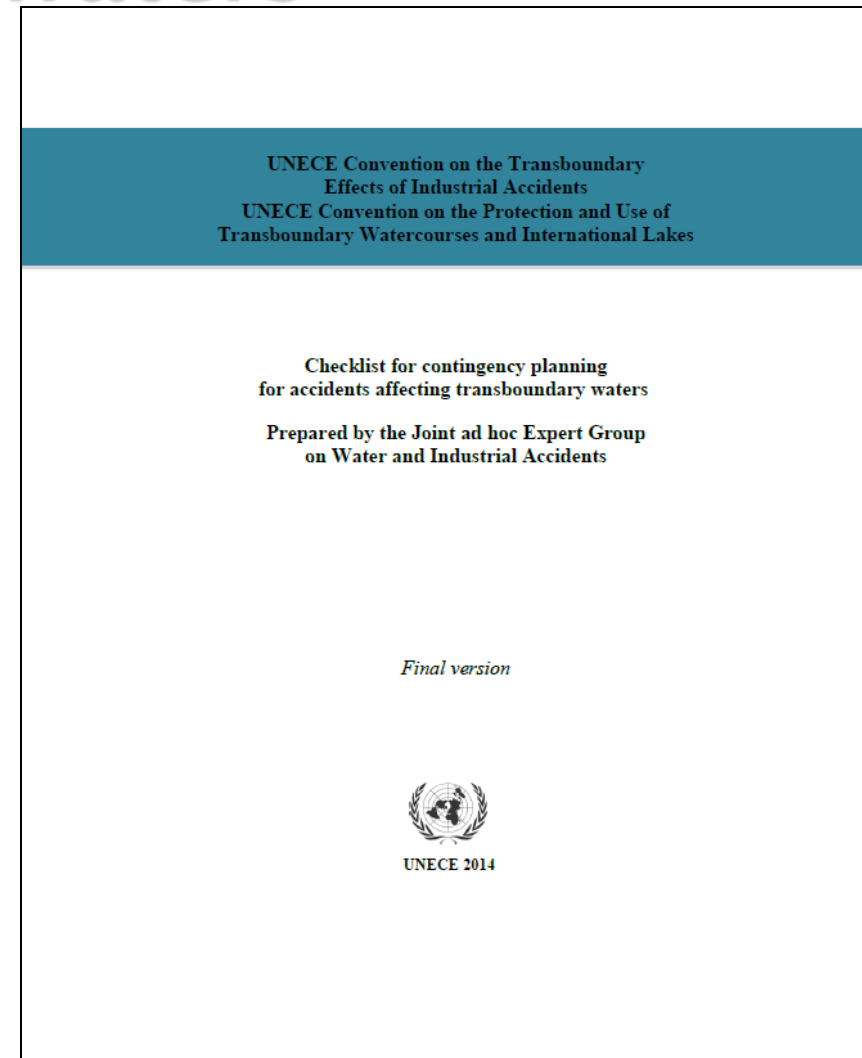 UNECE Convention on the Transboundary
Effects of Industrial Accidents
UNECE Convention on the Protection and Use of
Transboundary Watercourses and International Lakes
Checklist for contingency planning
for accidents affecting transboundary waters
Prepared by the Joint ad hoc Expert Group
on Water and Industrial Accidents
Final version
UNECE 2014